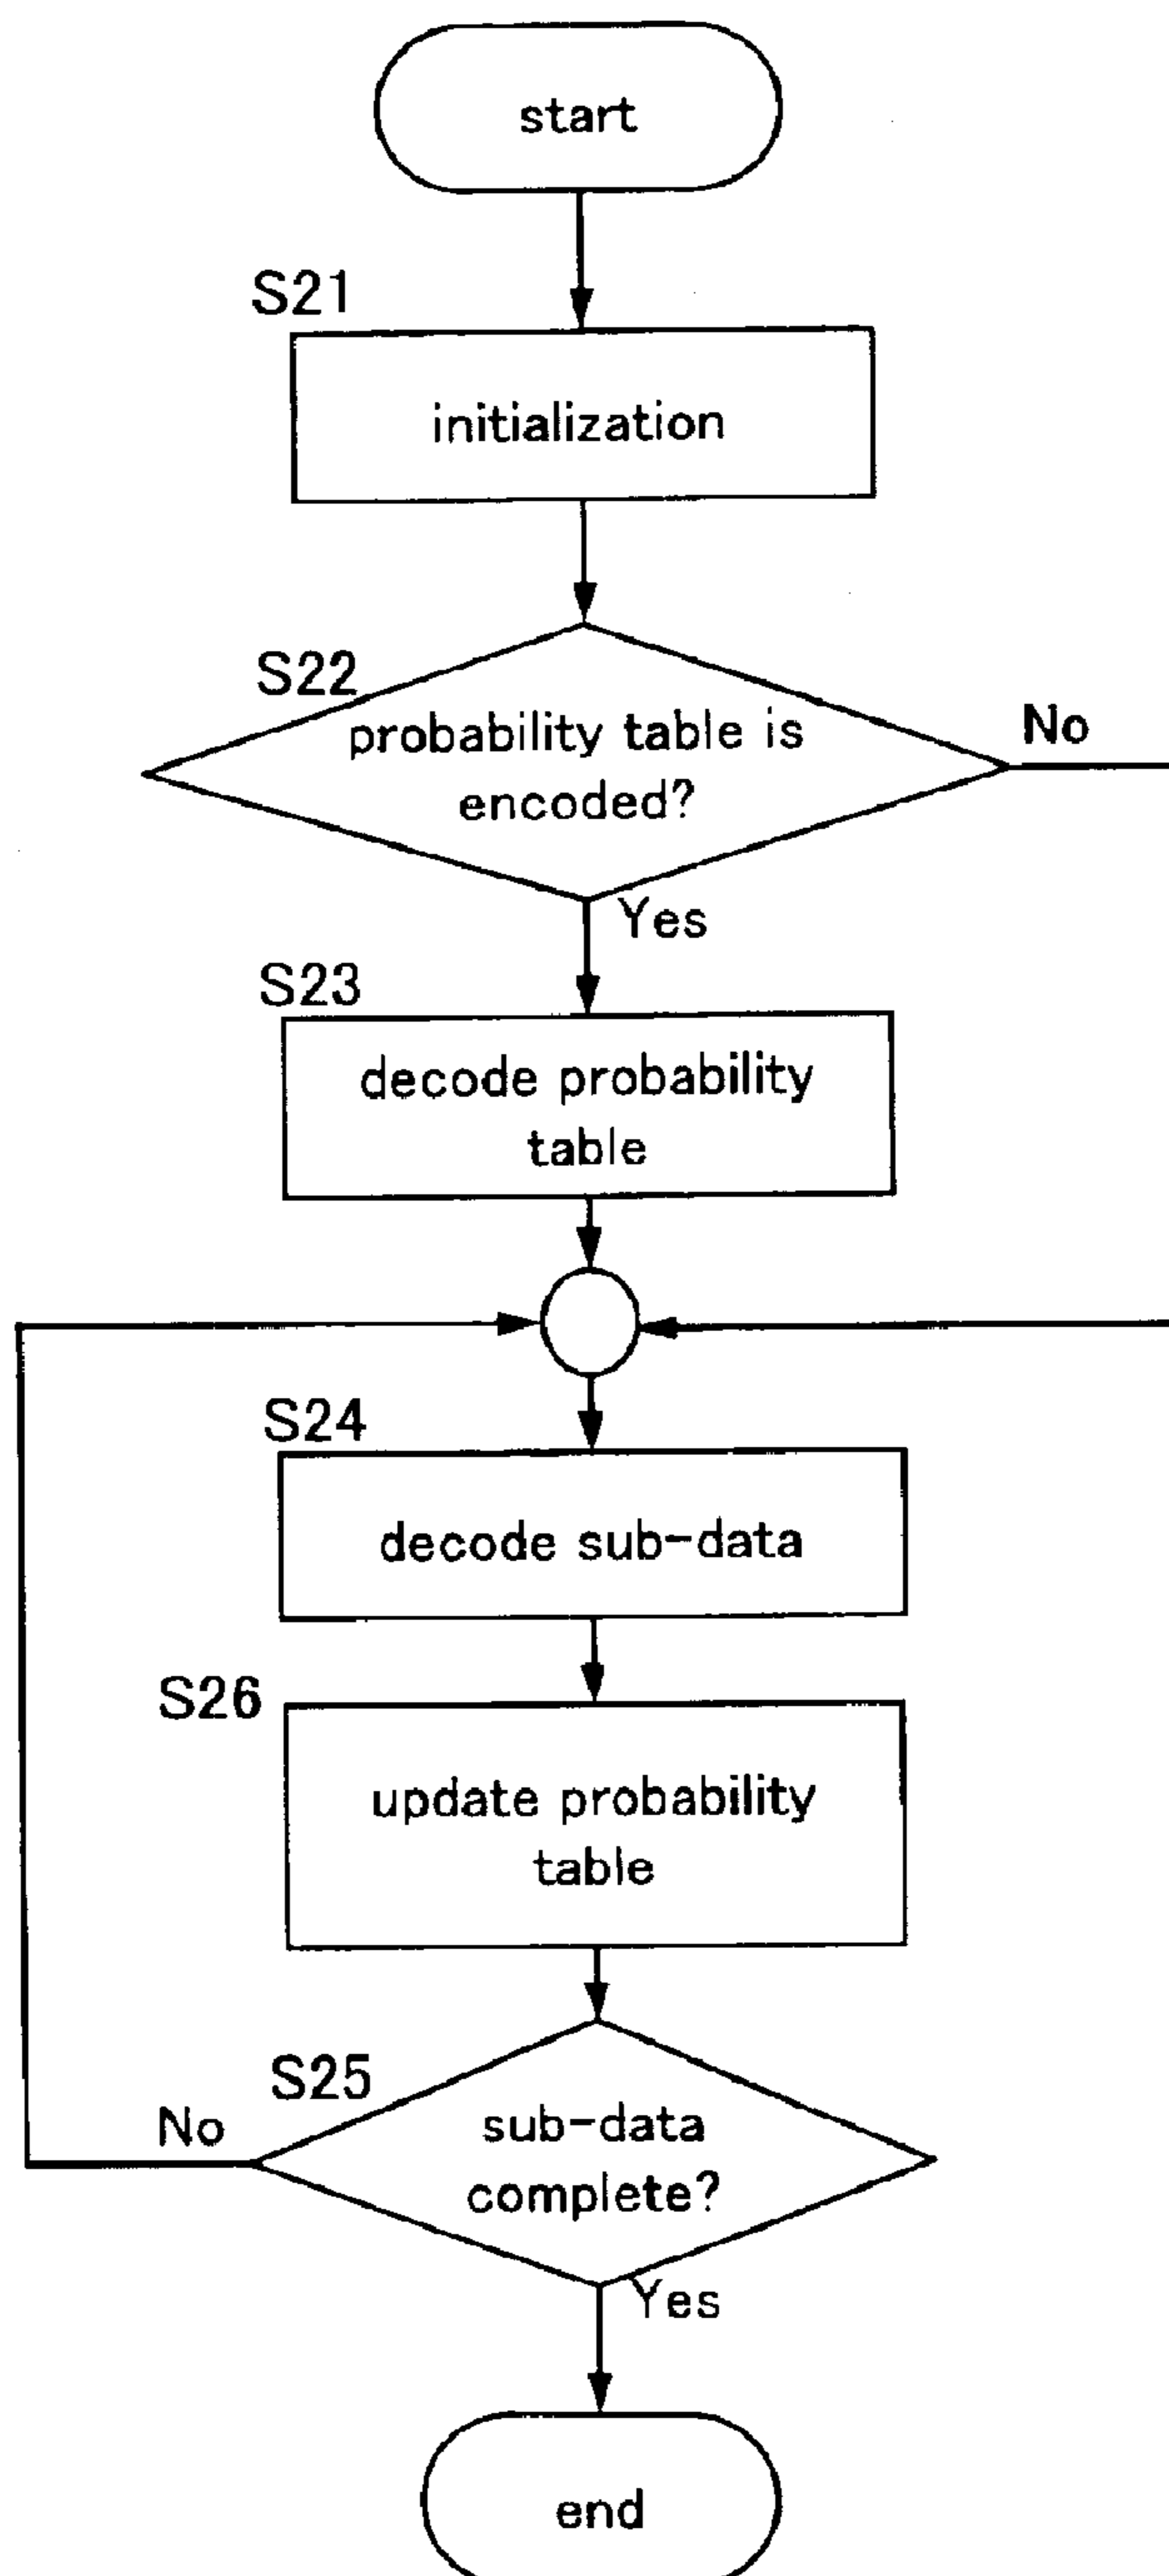 start
S21
initialization
S22
probability table is
encoded?
No
Yes
S23
decode probability
table
S24
decode sub-data
S26
update probability
table
S25
No
sub-data
complete?
Yes
end